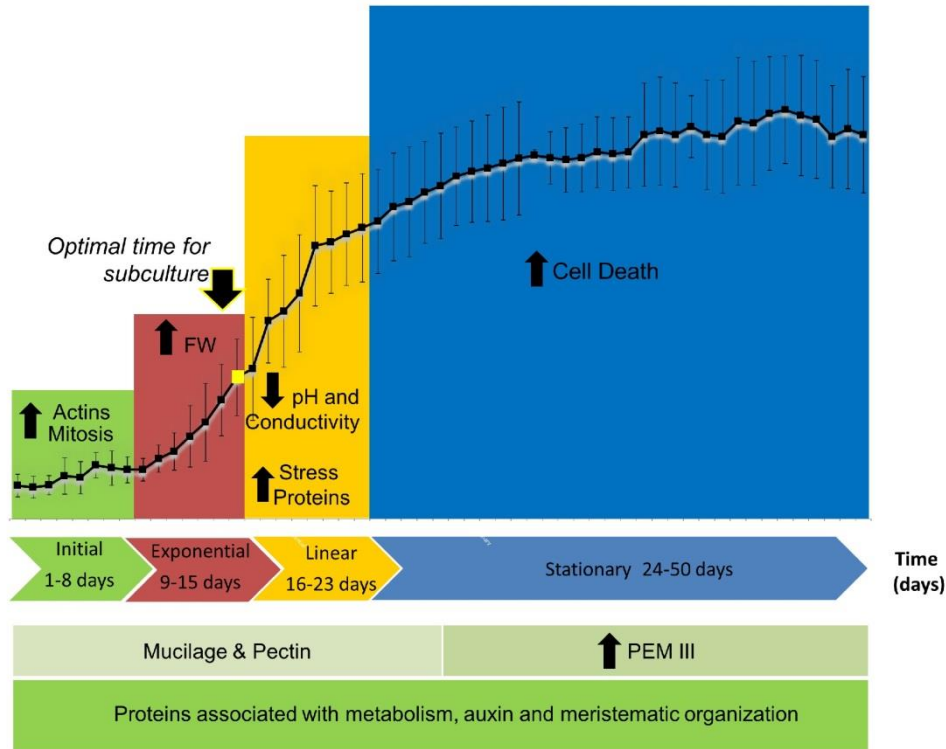 Optimal time for
subculture
FW
Actins
Mitosis
pH and
Conductivity
Stress
Proteins
Cell Death
Initial
1-8 days
Exponential
9-15 days
Linear
16-23 days
Stationary 24-50 days
Time
(days)
Mucilage & Pectin
PEM III
Proteins associated with metabolism, auxin and meristematic organization